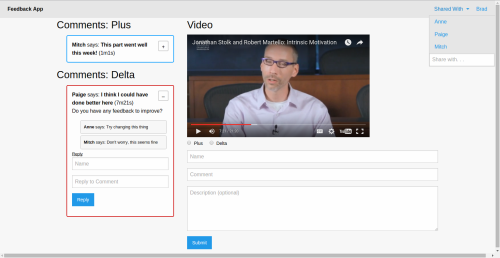 Feedback App
Shared With
Brad
Anne
Paige
Mitch
Share with. . .
Comments: Plus
Mitch says: This part went well
this week! (1m1s)
+
Comments: Delta
Paige says: I think I could have
done better here (7m21s)
Do you have any feedback to improve?
Anne says: Try changing this thing
Mitch says: Don't worry, this seems fine
Reply
Name
Reply to Comment
Reply
Video
Jonathan Stolk and Robert Martello: Intrinsic Motivation
YouTube
Plus
Delta
Name
Comment
Description (optional)
Submit